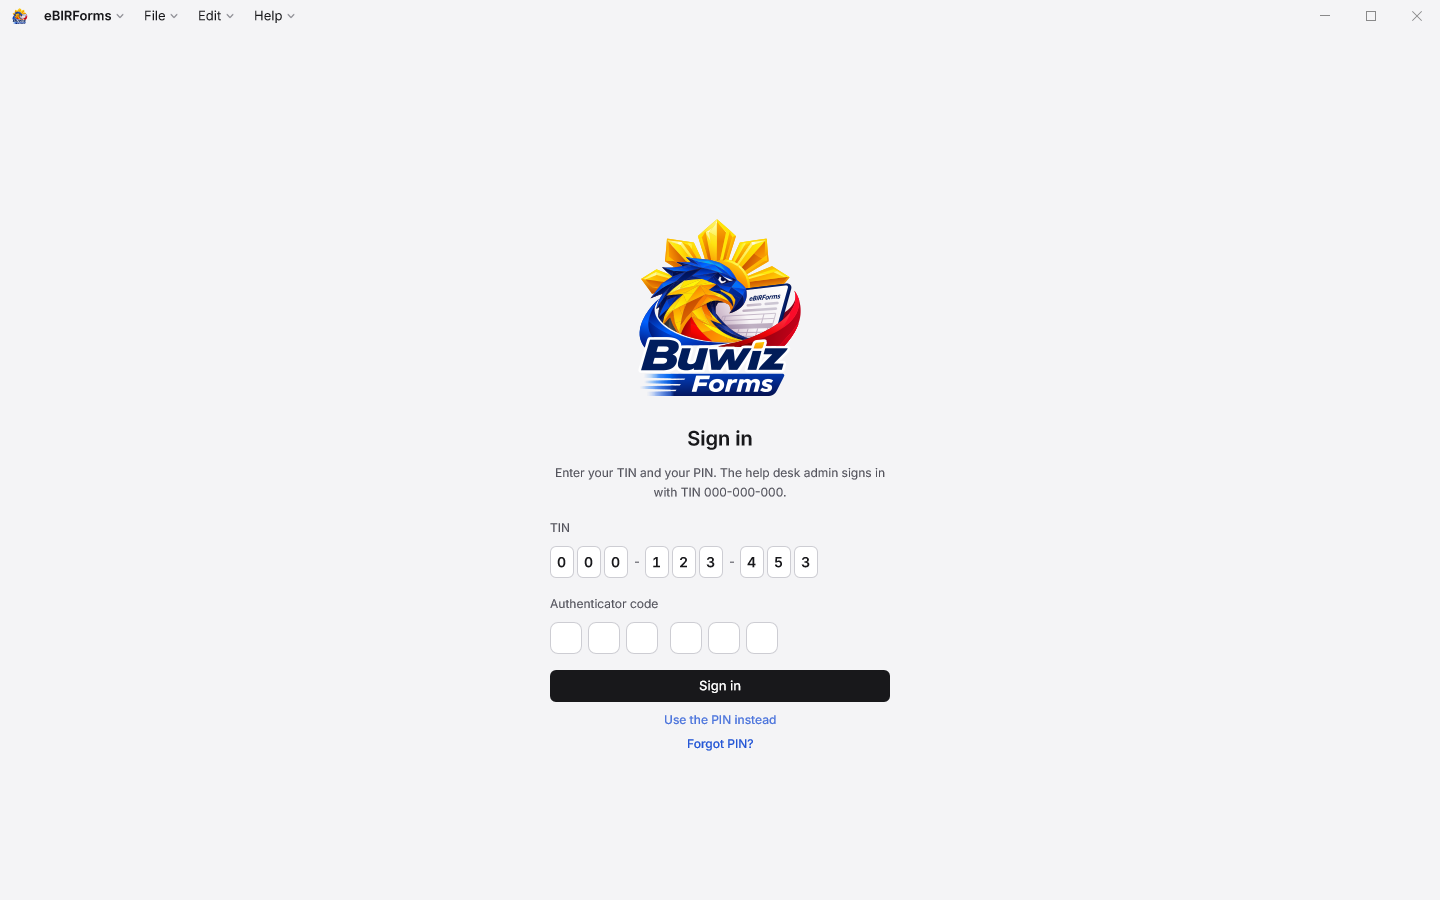 eBIRForms File Edit Help
eBIRForms
Buwiz
Forms
Sign in
Enter your TIN and your PIN. The help desk admin signs in
with TIN 000-000-000.
TIN
0 0 0 - 1 2 3 - 4 5 3
Authenticator code
Sign in
Use the PIN instead
Forgot PIN?